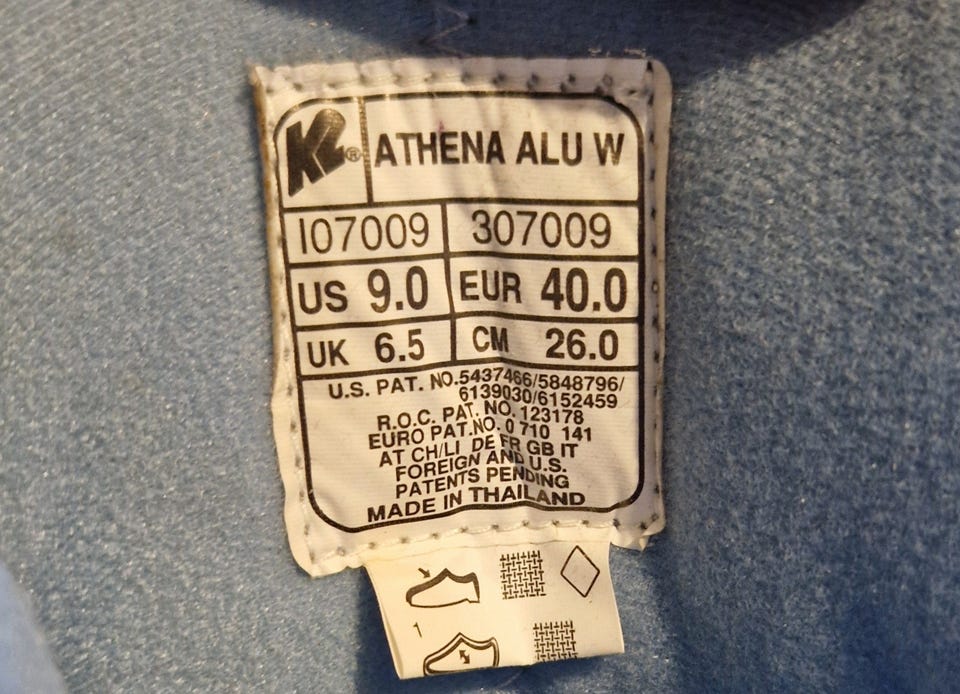 K2® ATHENA ALU W
107009 307009
US 9.0 EUR 40.0
UK 6.5 CM 26.0
U.S. PAT. NO.5437466/5848796/
6139030/6152459
R.O.C. PAT. NO. 123178
EURO PAT.NO. 0 710 141
AT CH/LI DE FR GB IT
FOREIGN AND U.S.
PATENTS PENDING
MADE IN THAILAND
1